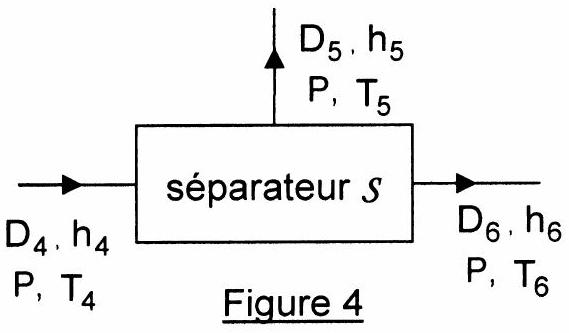 D₅, h₅
P, T₅
séparateur S
D₄, h₄
P, T₄
D₆, h₆
P, T₆
Figure 4